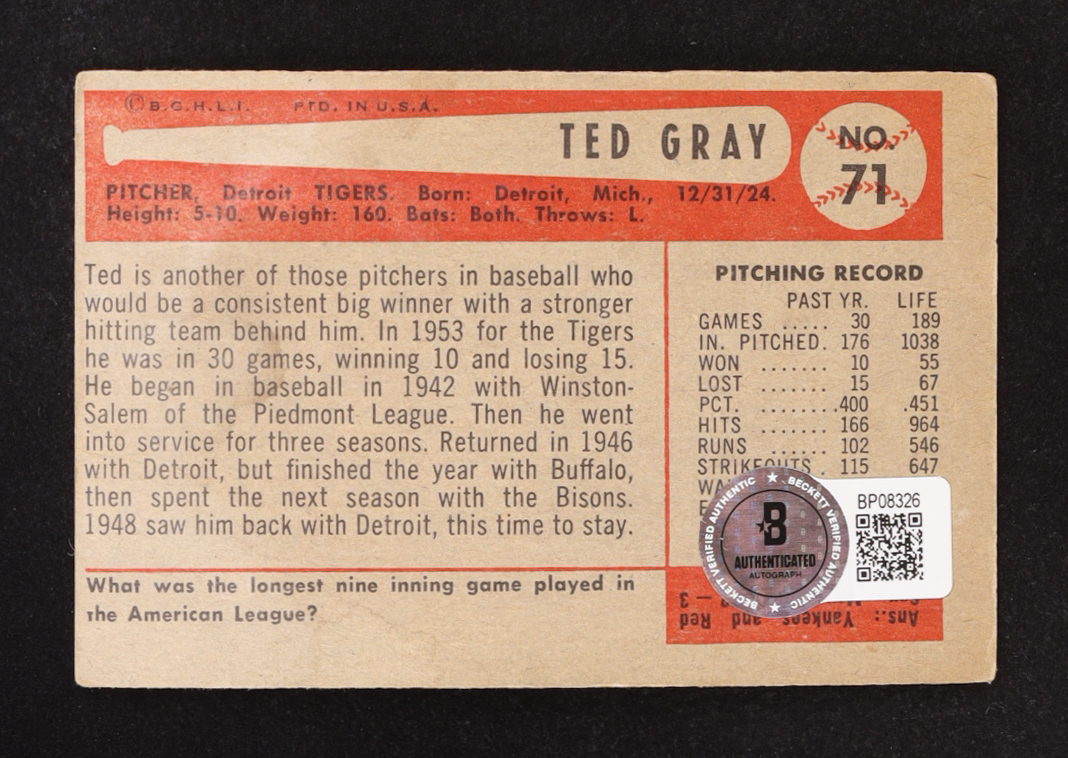 ©B.G.H.L.I. PTD. IN U.S.A.
TED GRAY
NO.
71
PITCHER, Detroit TIGERS. Born: Detroit, Mich., 12/31/24.
Height: 5-10. Weight: 160. Bats: Both. Throws: L.
Ted is another of those pitchers in baseball who
would be a consistent big winner with a stronger
hitting team behind him. In 1953 for the Tigers
he was in 30 games, winning 10 and losing 15.
He began in baseball in 1942 with Winston-
Salem of the Piedmont League. Then he went
into service for three seasons. Returned in 1946
with Detroit, but finished the year with Buffalo,
then spent the next season with the Bisons.
1948 saw him back with Detroit, this time to stay.
What was the longest nine inning game played in
the American League?
PITCHING RECORD
PAST YR. LIFE
GAMES ..... 30 189
IN. PITCHED. 176 1038
WON ....... 10 55
LOST ....... 15 67
PCT. ........400 .451
HITS ....... 166 964
RUNS ...... 102 546
STRIKEOUTS . 115 647
BECKETT VERIFIED AUTHENTIC ★ BECKETT VERIFIED AUTHENTIC ★
B
AUTHENTICATED
AUTOGRAPH
BP08326
Ans.: Yankees and Red
3